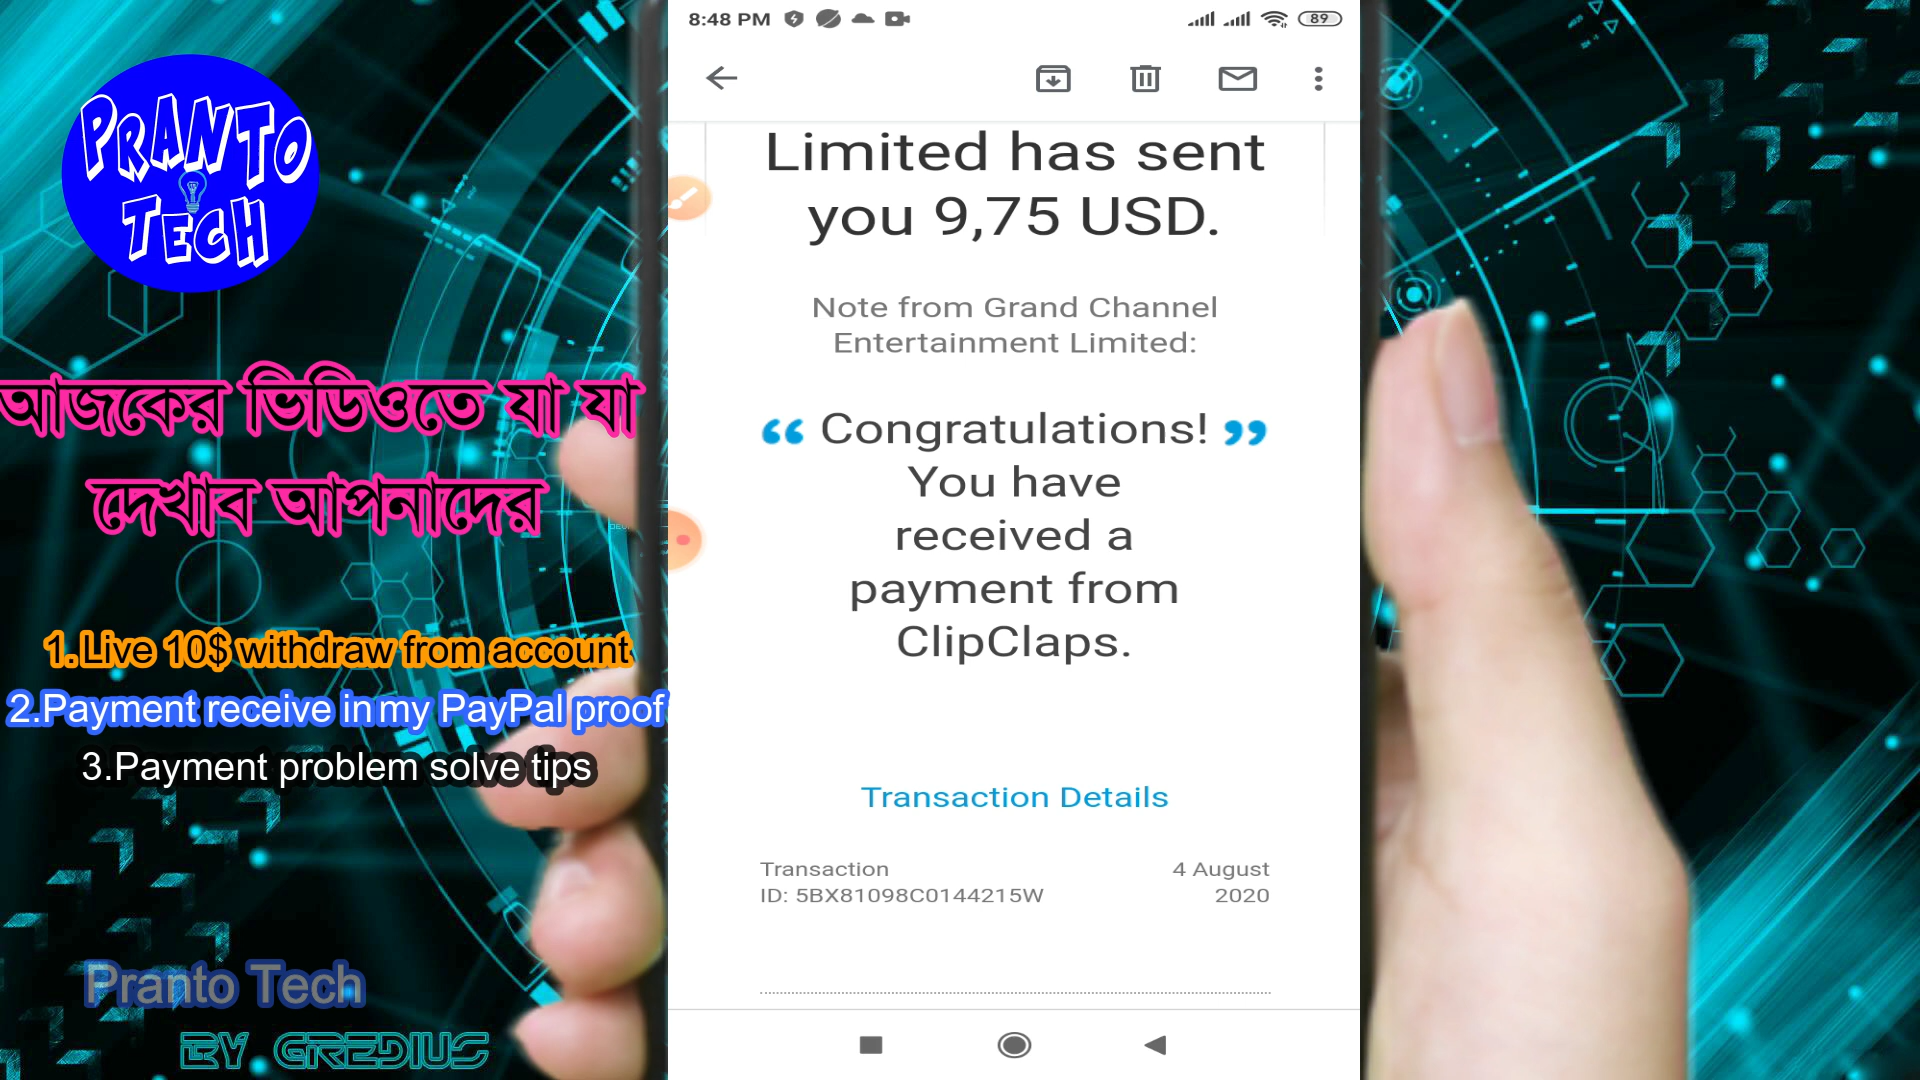 PRANTO
TECH
আজকের ভিডিওতে যা যা
দেখাব আপনাদের
1.Live 10$ withdraw from account
2.Payment receive in my PayPal proof
3.Payment problem solve tips
Pranto Tech
BY GREDIUS
8:48 PM
89
Limited has sent
you 9,75 USD.
Note from Grand Channel
Entertainment Limited:
“ Congratulations! ”
You have
received a
payment from
ClipClaps.
Transaction Details
Transaction
ID: 5BX81098C0144215W
4 August
2020